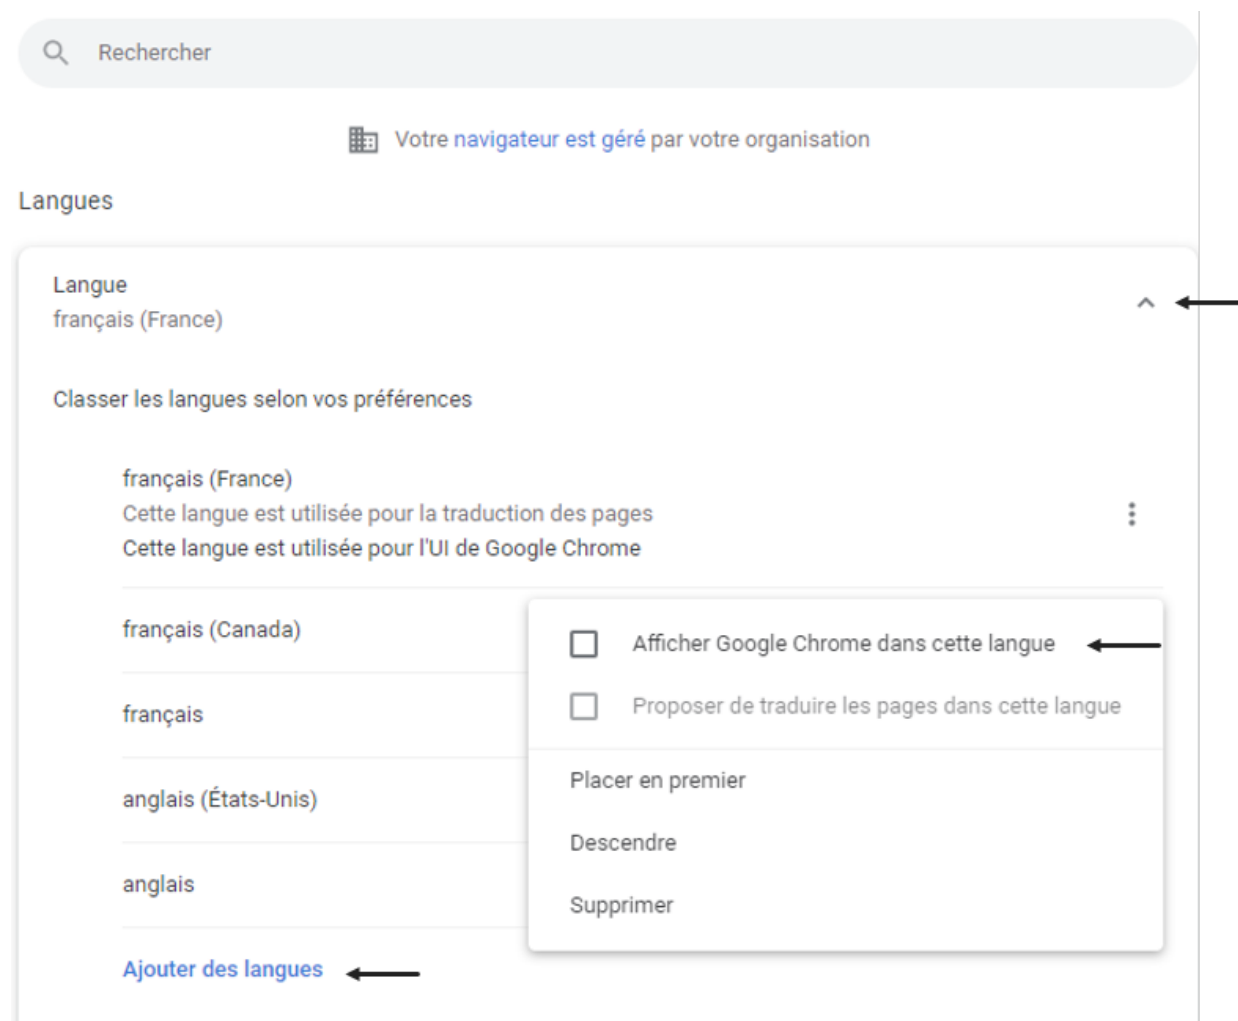 Rechercher
Votre navigateur est géré par votre organisation
Langues
Langue
français (France)
Classer les langues selon vos préférences
français (France)
Cette langue est utilisée pour la traduction des pages
Cette langue est utilisée pour l'UI de Google Chrome
français (Canada)
français
anglais (États-Unis)
anglais
Ajouter des langues
Afficher Google Chrome dans cette langue
Proposer de traduire les pages dans cette langue
Placer en premier
Descendre
Supprimer